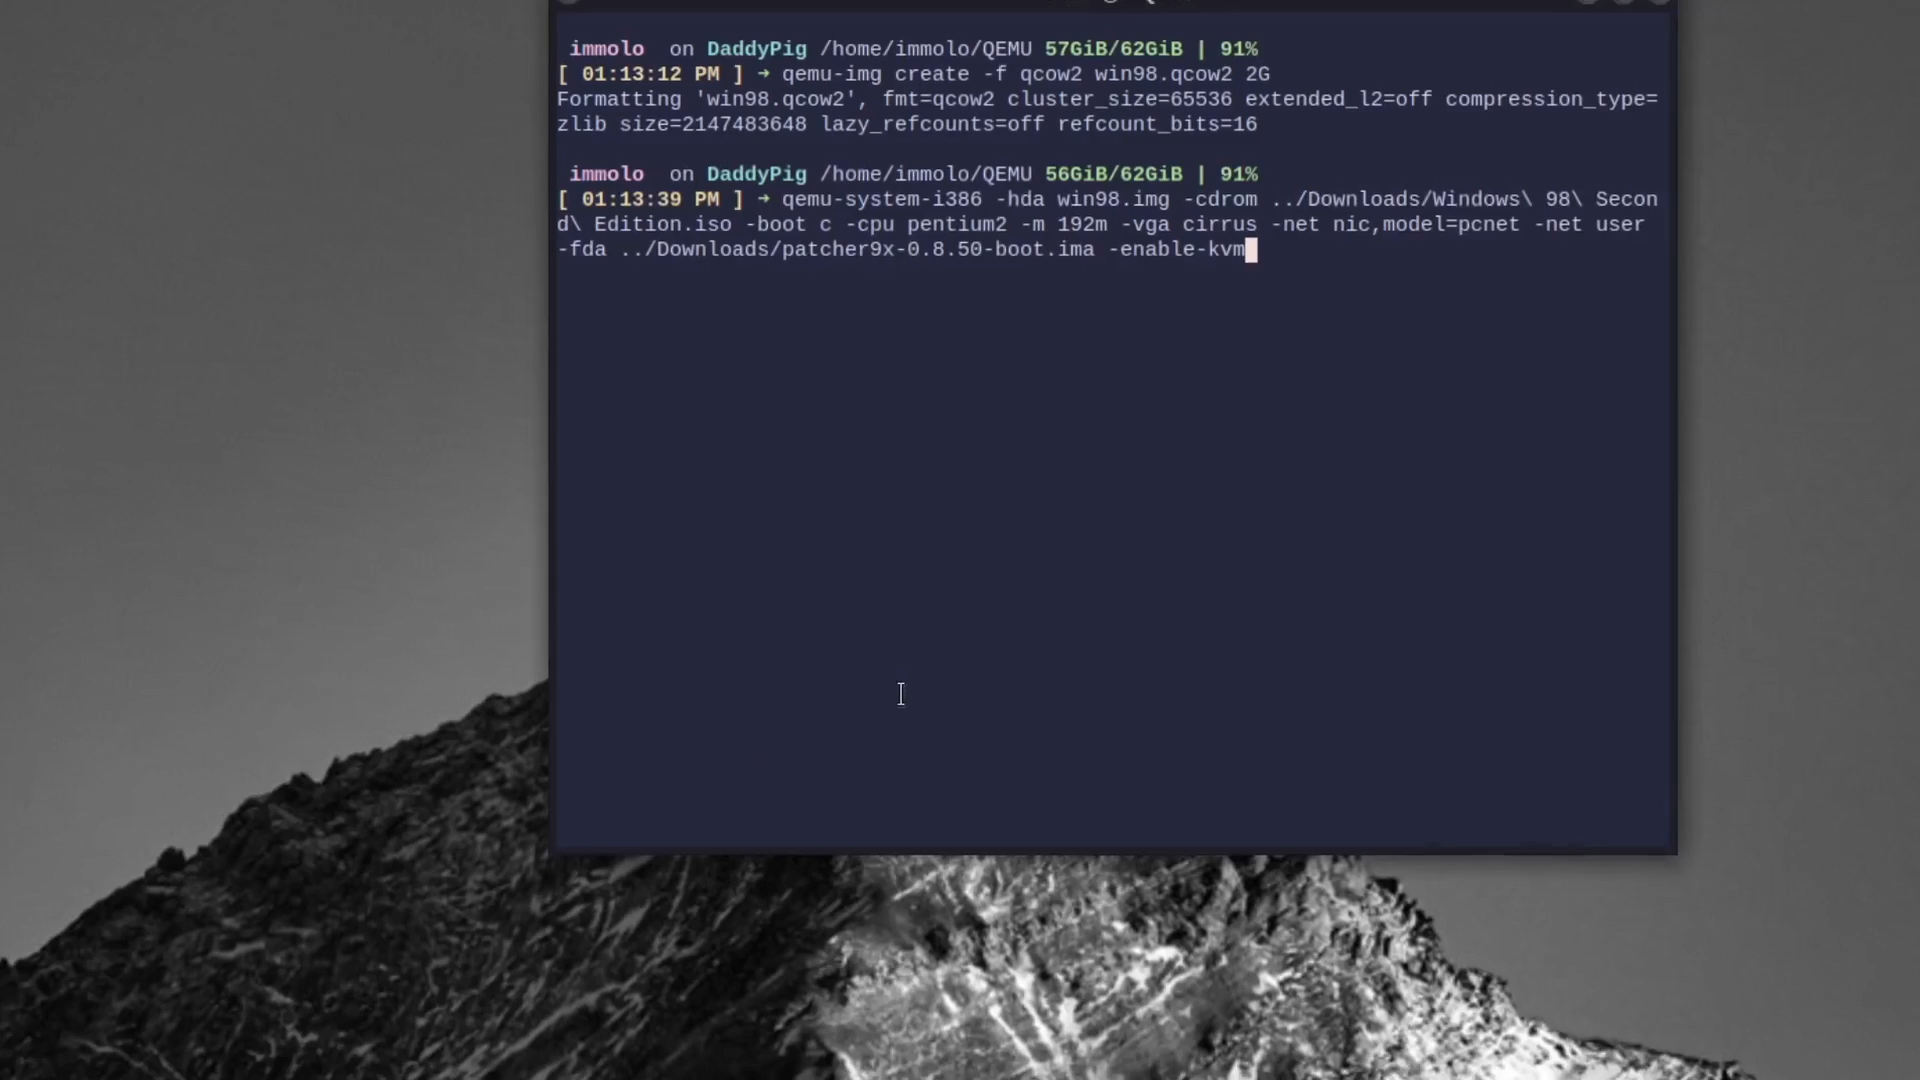 immolo on DaddyPig /home/immolo/QEMU 57GiB/62GiB | 91%
[ 01:13:12 PM ] ➜ qemu-img create -f qcow2 win98.qcow2 2G
Formatting 'win98.qcow2', fmt=qcow2 cluster_size=65536 extended_l2=off compression_type=
zlib size=2147483648 lazy_refcounts=off refcount_bits=16
immolo on DaddyPig /home/immolo/QEMU 56GiB/62GiB | 91%
[ 01:13:39 PM ] ➜ qemu-system-i386 -hda win98.img -cdrom ../Downloads/Windows\ 98\ Secon
d\ Edition.iso -boot c -cpu pentium2 -m 192m -vga cirrus -net nic,model=pcnet -net user
-fda ../Downloads/patcher9x-0.8.50-boot.ima -enable-kvm